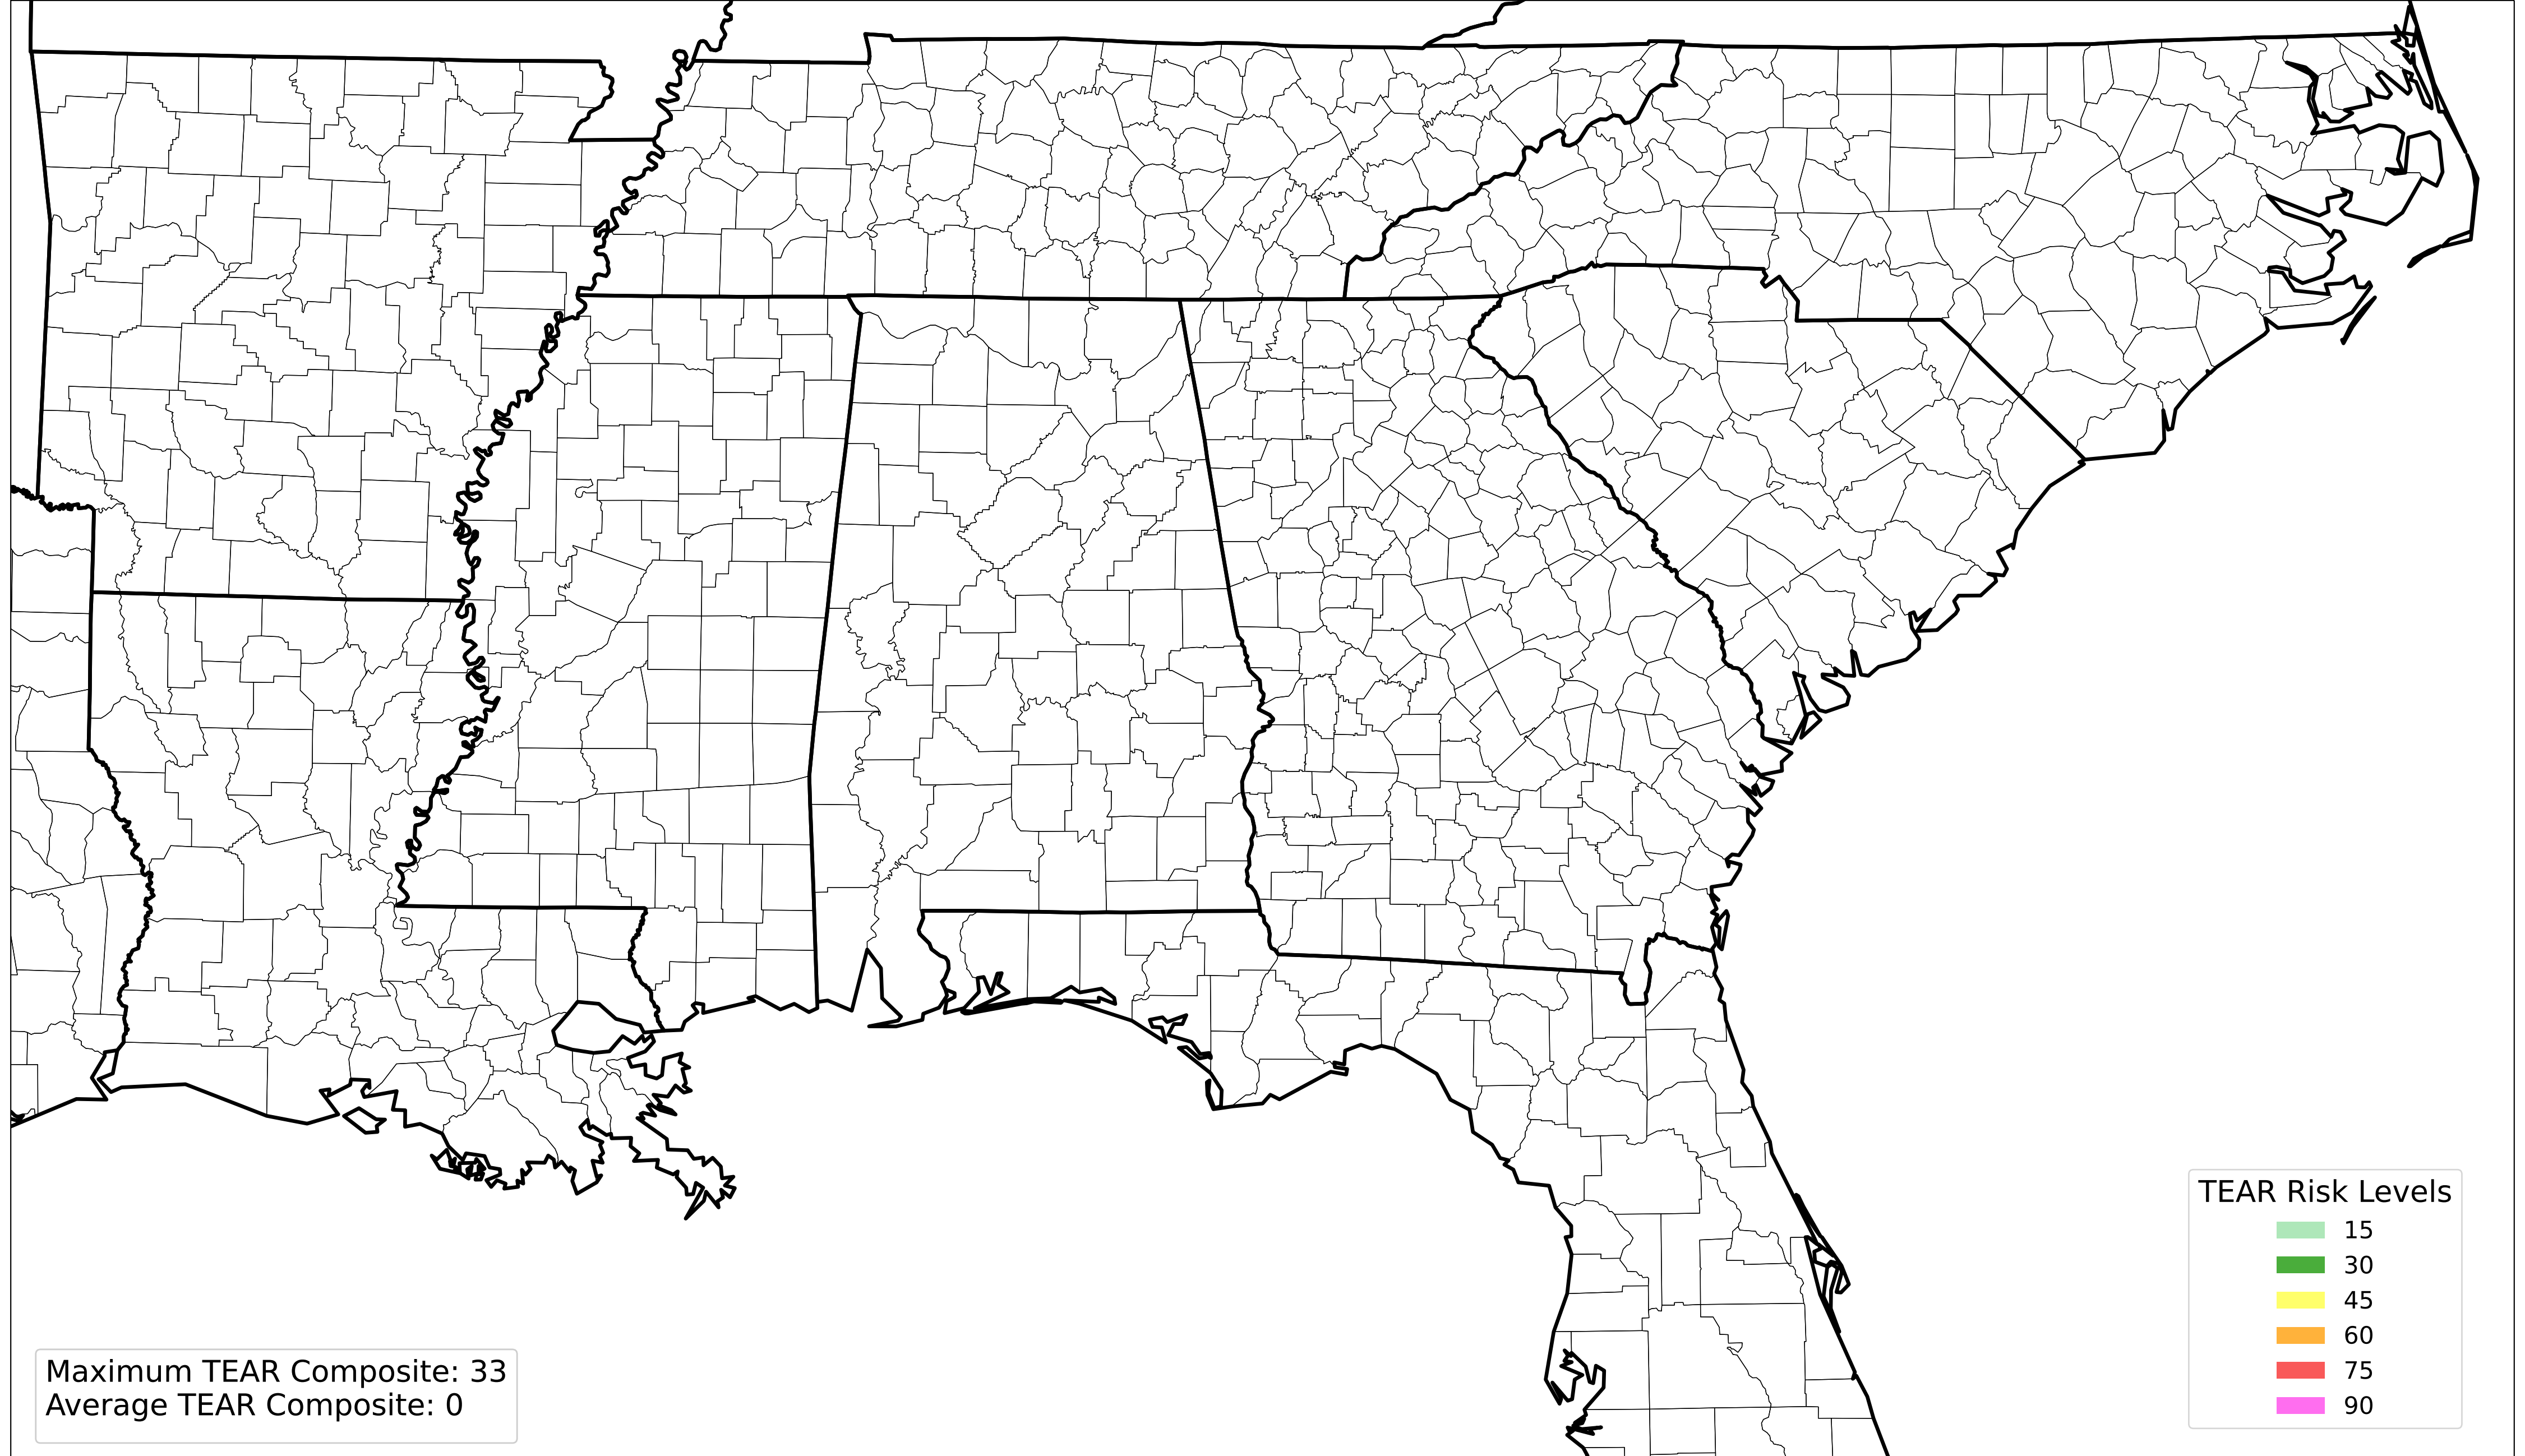 TEAR Risk Levels
15
30
45
60
75
90
Maximum TEAR Composite: 33
Average TEAR Composite: 0